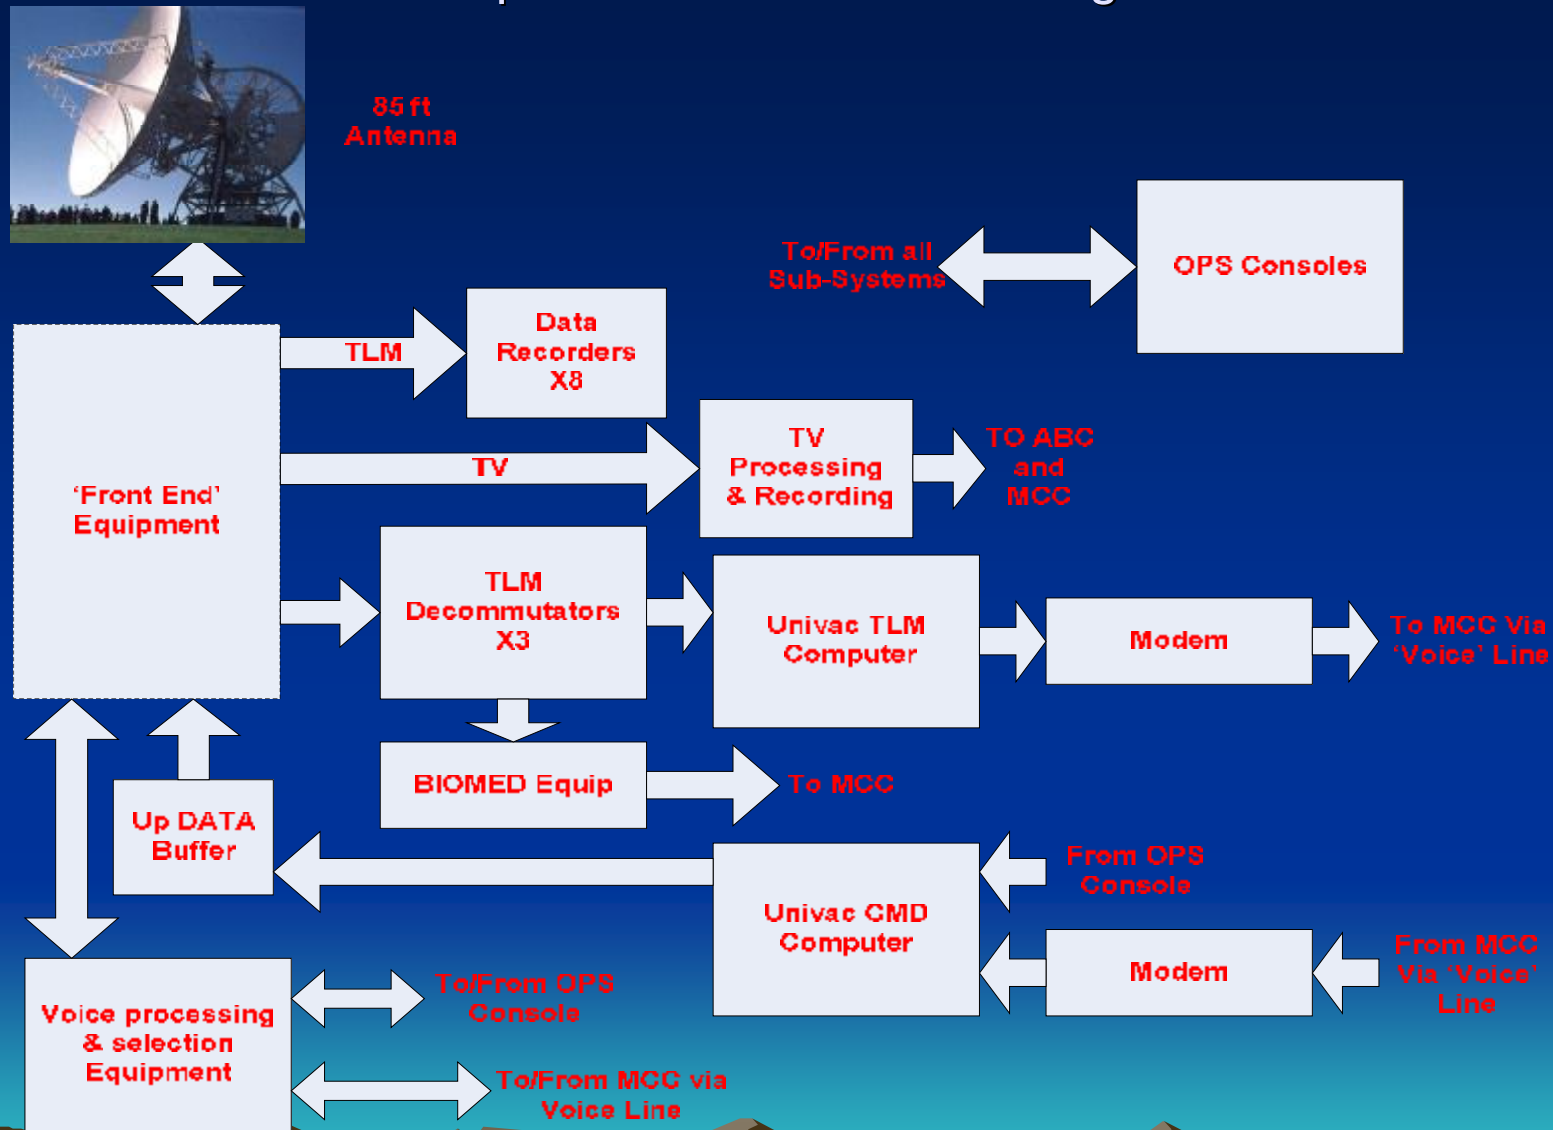 85 ft
Antenna
To/From all
Sub-Systems
OPS Consoles
Data
Recorders
X8
TLM
TV
Processing
& Recording
TO ABC
and
MCC
TV
‘Front End’
Equipment
TLM
Decommutators
X3
Univac TLM
Computer
Modem
To MCC Via
‘Voice’ Line
BIOMED Equip
To MCC
Up DATA
Buffer
From OPS
Console
Univac CMD
Computer
Modem
From MCC
Via ‘Voice’
Line
Voice processing
& selection
Equipment
To/From OPS
Console
To/From MCC via
Voice Line